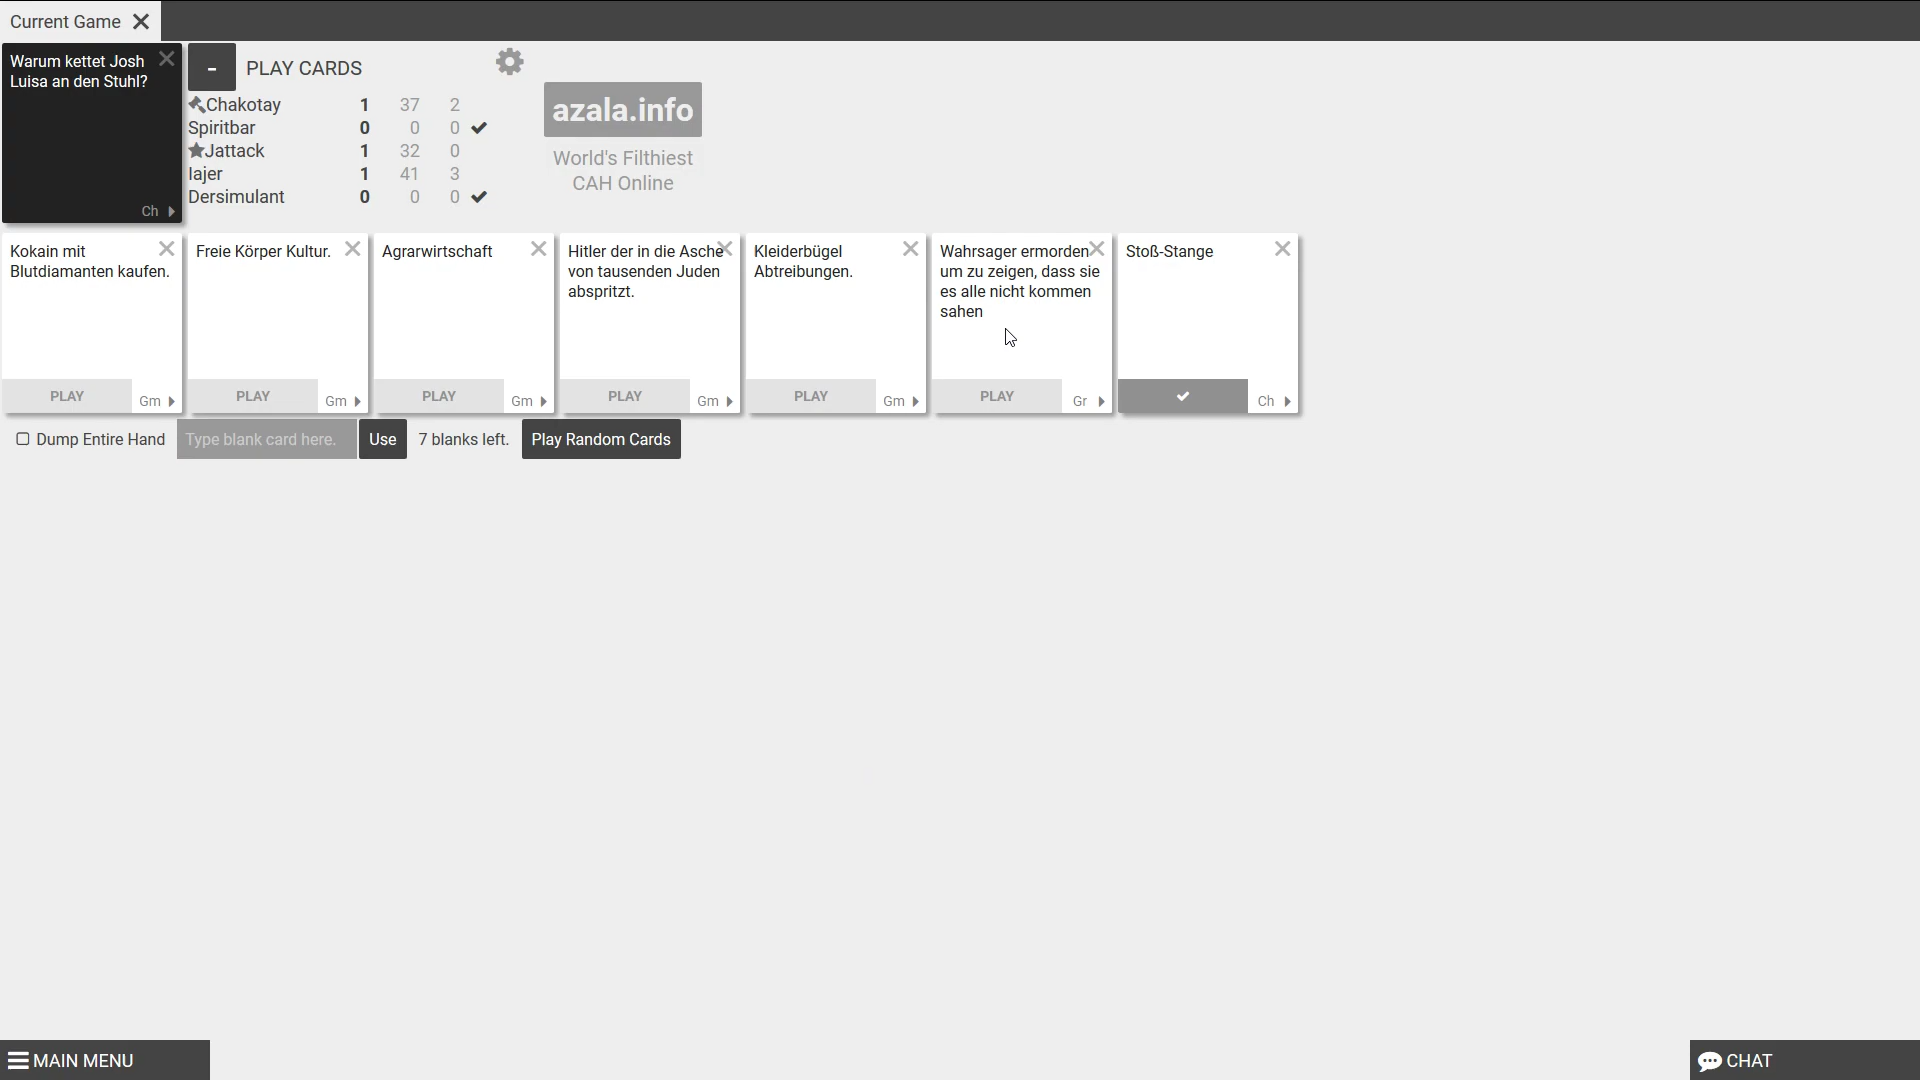 Current Game
Warum kettet Josh
Luisa an den Stuhl?
Ch
-
PLAY CARDS
Chakotay 1 37 2
Spiritbar 0 0 0
Jattack 1 32 0
lajer 1 41 3
Dersimulant 0 0 0
azala.info
World's Filthiest
CAH Online
Kokain mit
Blutdiamanten kaufen.
PLAY
Gm
Freie Körper Kultur.
PLAY
Gm
Agrarwirtschaft
PLAY
Gm
Hitler der in die Asche
von tausenden Juden
abspritzt.
PLAY
Gm
Kleiderbügel
Abtreibungen.
PLAY
Gm
Wahrsager ermorden
um zu zeigen, dass sie
es alle nicht kommen
sahen
PLAY
Gr
Stoß-Stange
Ch
Dump Entire Hand
Type blank card here.
Use
7 blanks left.
Play Random Cards
MAIN MENU
CHAT